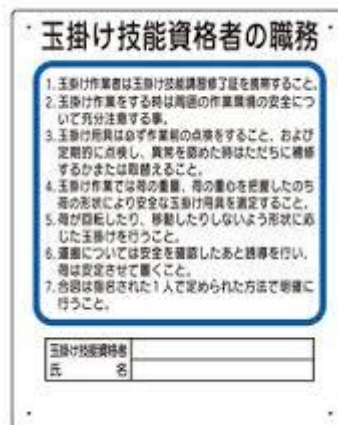 玉掛け技能資格者の職務
1. 玉掛け作業者は玉掛け技能講習修了証を携帯すること。
2. 玉掛け作業をする時は周囲の作業環境の安全につ
いて充分注意する事。
3. 玉掛け用具は必ず作業前の点検をすること、および
定期的に点検し、異常を認めた時はただちに補修
するかまたは取替えること。
4. 玉掛け作業では荷の重量、荷の重心を把握したのち
荷の形状により安全な玉掛け用具を選定すること。
5. 荷が回転したり、移動したりしないよう形状に応
じた玉掛けを行うこと。
6. 運搬については安全を確認したあと誘導を行い、
荷は安定させて置くこと。
7. 合図は指名された1人で定められた方法で明確に
行うこと。
玉掛け技能資格者
氏 名